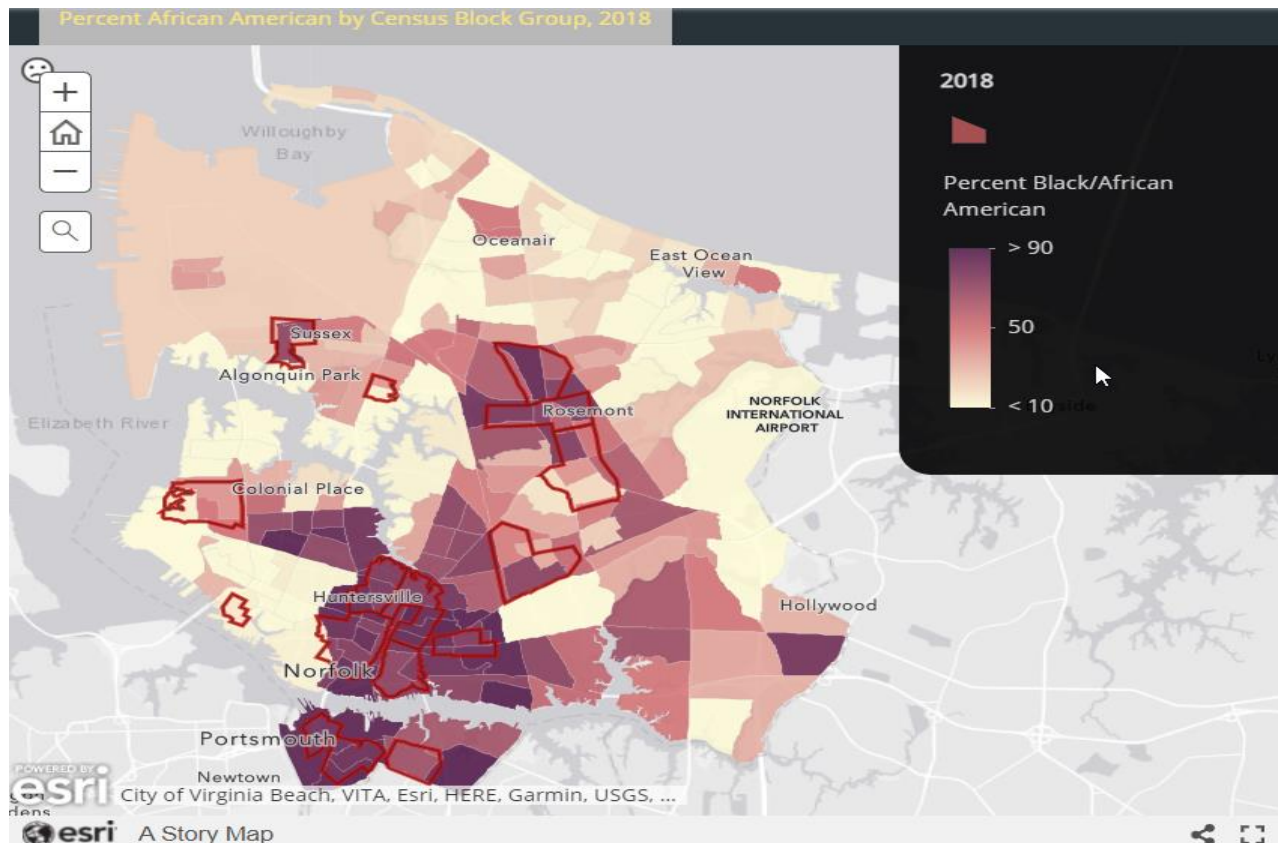 Percent African American by Census Block Group, 2018
2018
Percent Black/African
American
> 90
50
< 10
Willoughby
Bay
Oceanair
East Ocean
View
Sussex
Algonquin Park
Rosemont
NORFOLK
INTERNATIONAL
AIRPORT
Elizabeth River
Colonial Place
Huntersville
Hollywood
Norfolk
Portsmouth
Newtown
POWERED BY
esri
City of Virginia Beach, VITA, Esri, HERE, Garmin, USGS, ...
esri A Story Map